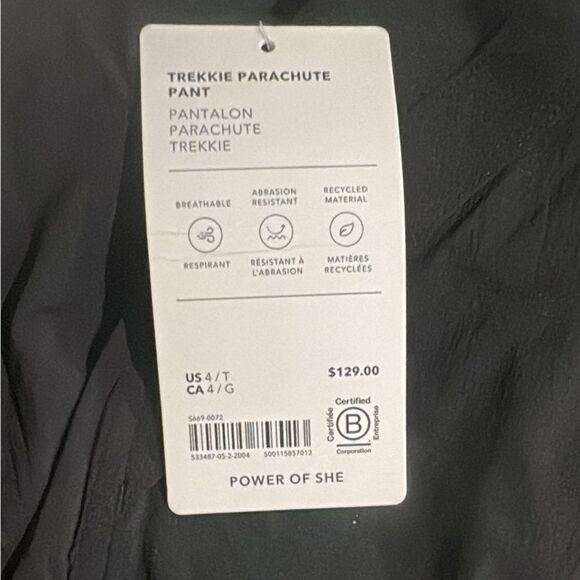 TREKKIE PARACHUTE
PANT
PANTALON
PARACHUTE
TREKKIE
BREATHABLE
ABRASION
RESISTANT
RECYCLED
MATERIAL
RESPIRANT
RÉSISTANT À
L'ABRASION
MATIÈRES
RECYCLÉES
US 4 / T
CA 4 / G
$129.00
S669-0072
533487-05-2-2004 500115857013
Certified
Certifiée
B
Entreprise
Corporation
POWER OF SHE